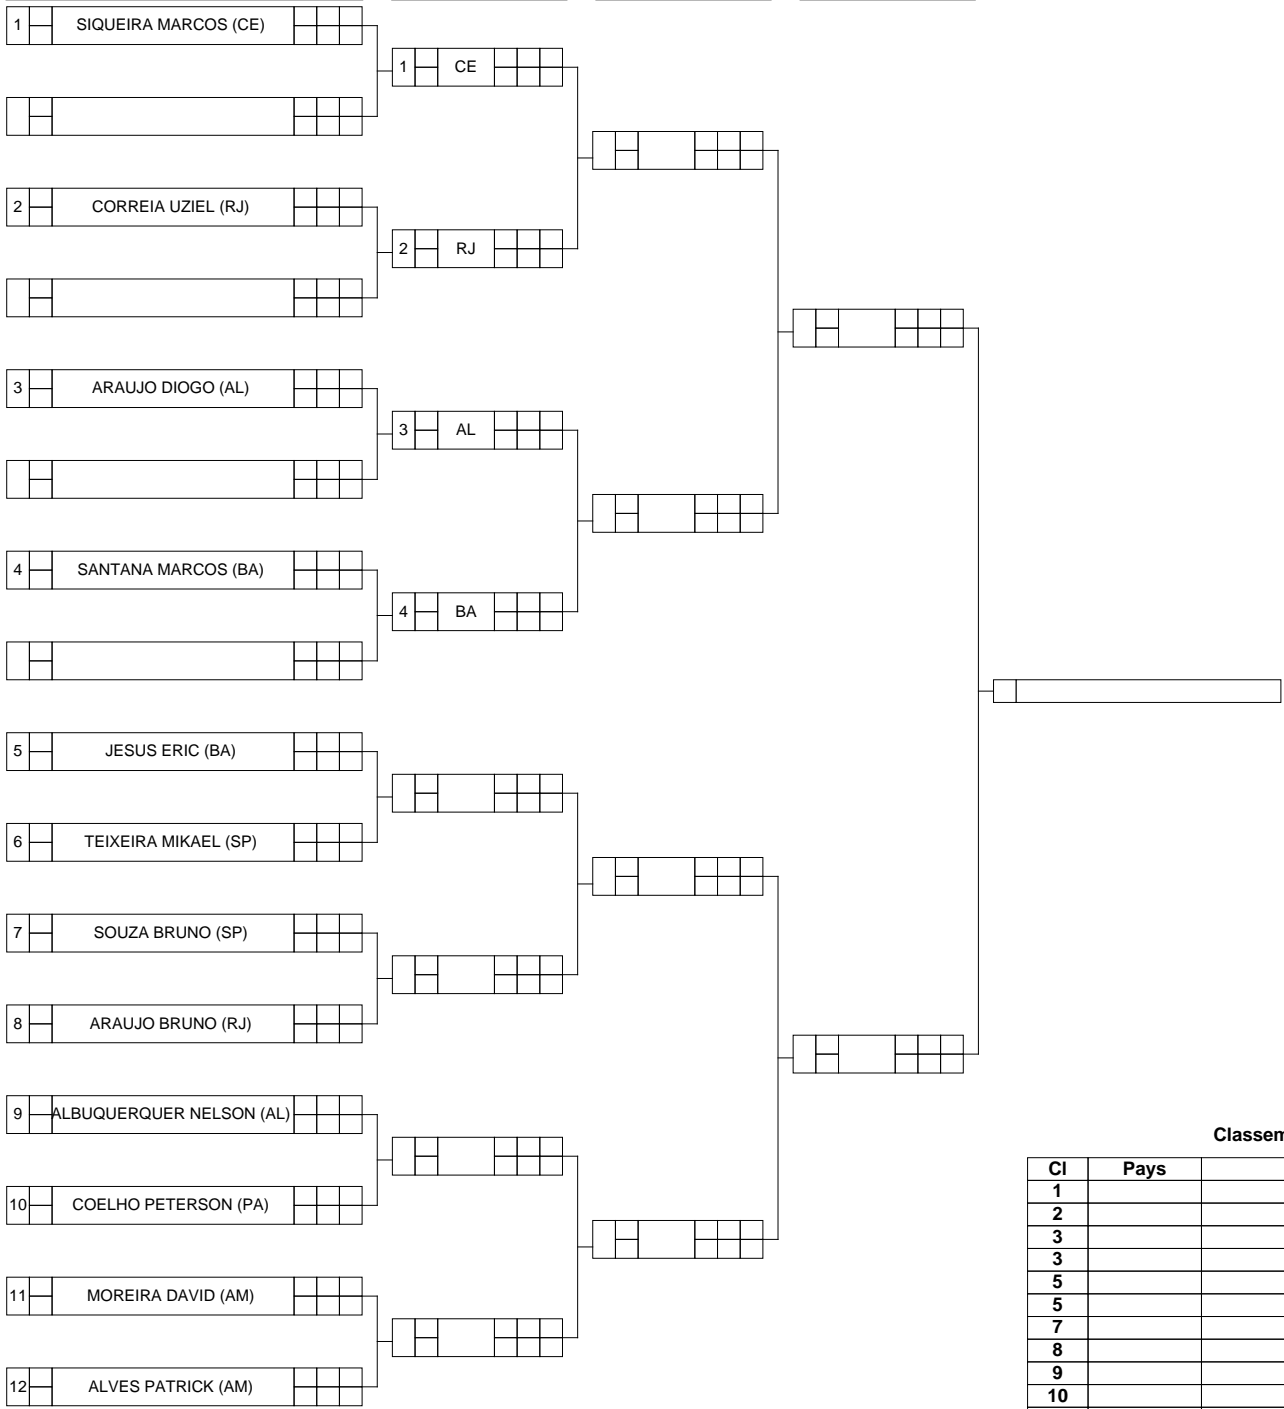 1 SIQUEIRA MARCOS (CE)
1 CE
2 CORREIA UZIEL (RJ)
2 RJ
3 ARAUJO DIOGO (AL)
3 AL
4 SANTANA MARCOS (BA)
4 BA
5 JESUS ERIC (BA)
6 TEIXEIRA MIKAEL (SP)
7 SOUZA BRUNO (SP)
8 ARAUJO BRUNO (RJ)
9 ALBUQUERQUER NELSON (AL)
10 COELHO PETERSON (PA)
11 MOREIRA DAVID (AM)
12 ALVES PATRICK (AM)
Classem
Cl Pays
1
2
3
3
5
5
7
8
9
10